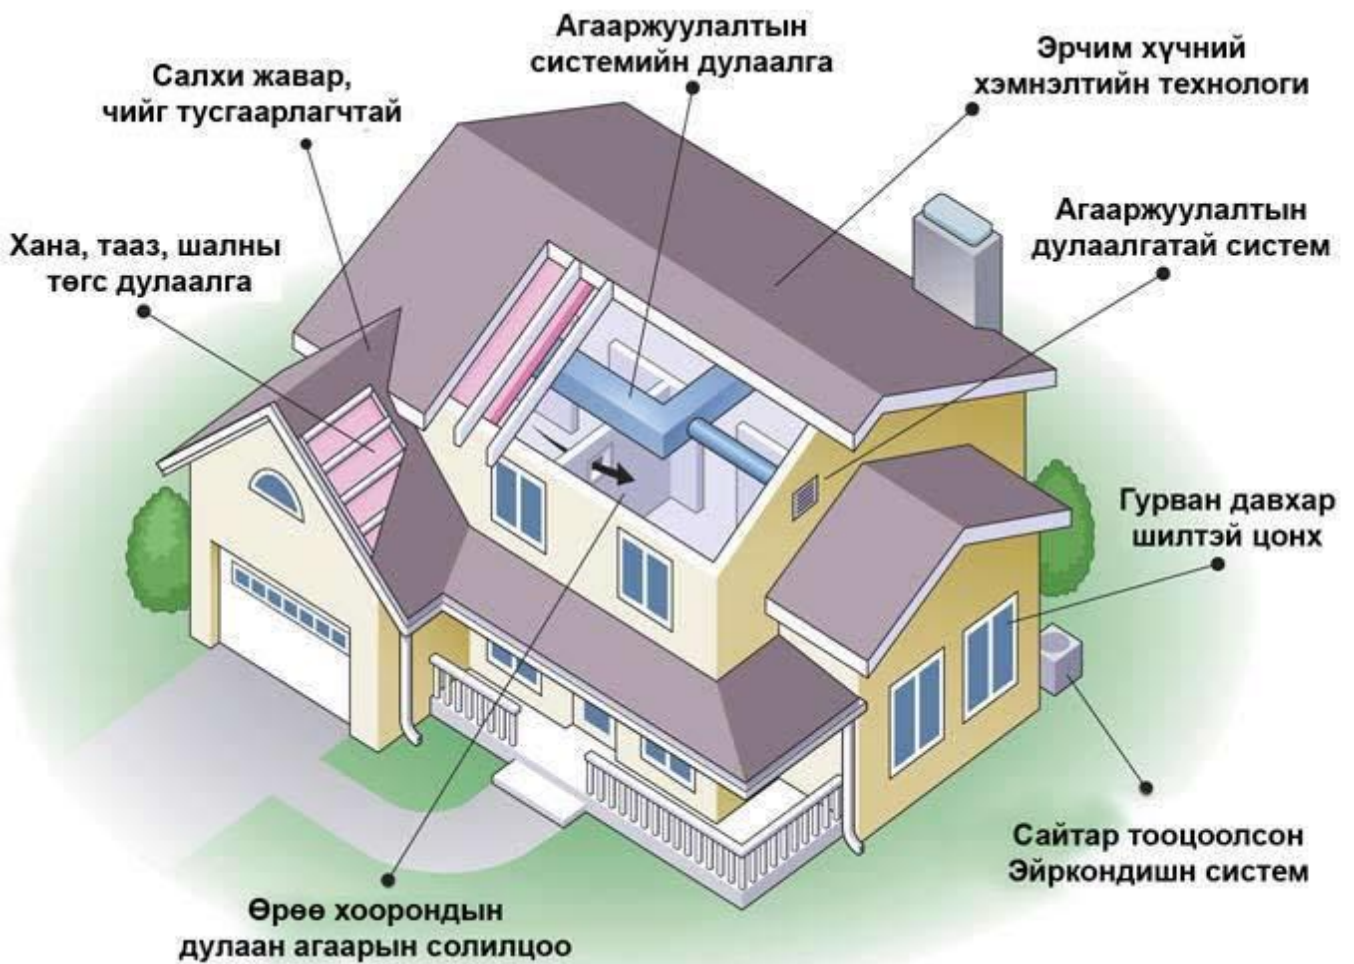 Агааржуулалтын
системийн дулаалга
Эрчим хүчний
хэмнэлтийн технологи
Салхи жавар,
чийг тусгаарлагчтай
Агааржуулалтын
дулаалгатай систем
Хана, тааз, шалны
төгс дулаалга
Гурван давхар
шилтэй цонх
Сайтар тооцоолсон
Эйркондишн систем
Өрөө хоорондын
дулаан агаарын солилцоо